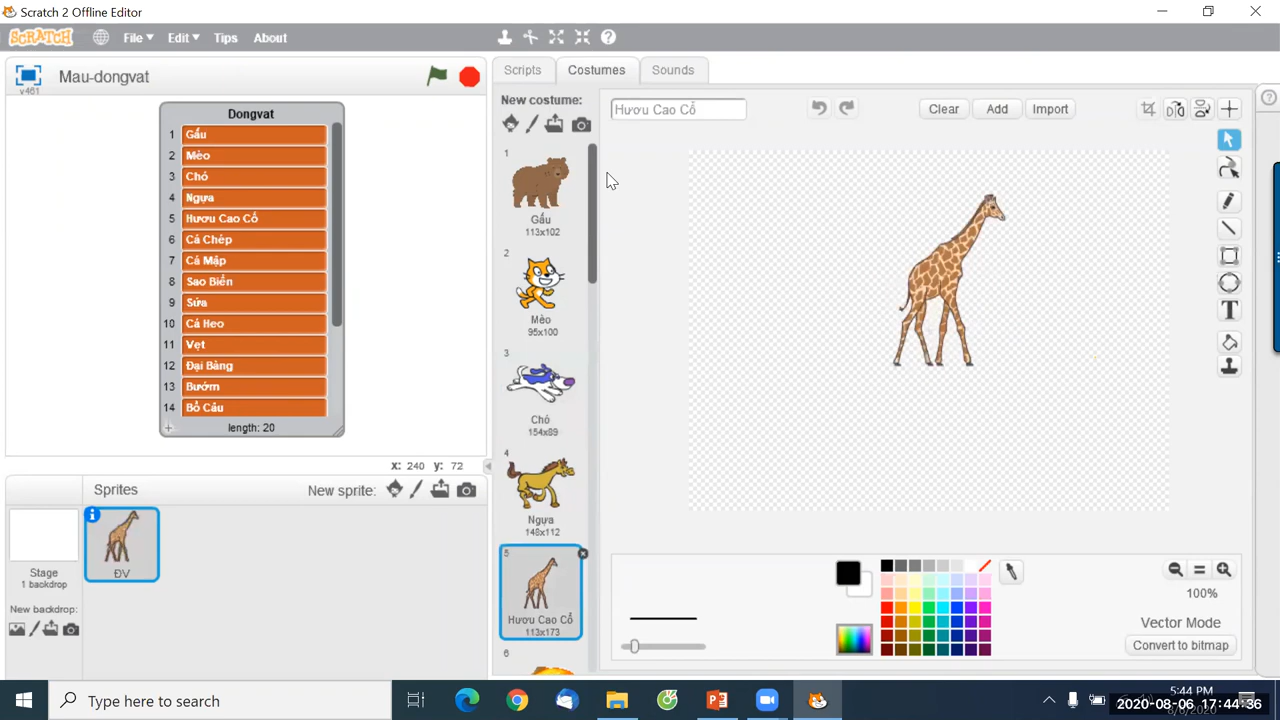 Scratch 2 Offline Editor
SCRATCH File Edit Tips About
v461 Mau-dongvat
Dongvat
1 Gấu
2 Mèo
3 Chó
4 Ngựa
5 Hươu Cao Cổ
6 Cá Chép
7 Cá Mập
8 Sao Biển
9 Sứa
10 Cá Heo
11 Vẹt
12 Đại Bàng
13 Bướm
14 Bồ Câu
+ length: 20
x: 240 y: 72
Sprites New sprite:
Stage
1 backdrop
New backdrop:
ĐV
Scripts Costumes Sounds
New costume:
1
Gấu
113x102
2
Mèo
95x100
3
Chó
154x89
4
Ngựa
148x112
5
Hươu Cao Cổ
113x173
6
Hươu Cao Cổ
Clear Add Import
T
100%
Vector Mode
Convert to bitmap
Type here to search
5:44 PM
2020-08-06 17:44:36